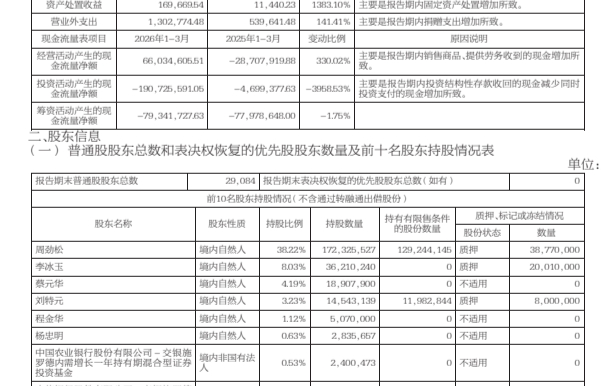 资产处置收益 169,669.54 11,440.23 1383.10% 主要是报告期内固定资产处置增加所致。
营业外支出 1,302,774.48 539,641.48 141.41% 主要是报告期内捐赠支出增加所致。
现金流量表项目 2026年1-3月 2025年1-3月 变动比例 原因说明
经营活动产生的现金流量净额 66,034,605.51 -28,707,919.88 330.02% 主要是报告期内销售商品、提供劳务收到的现金增加所致。
投资活动产生的现金流量净额 -190,725,591.05 -4,699,377.63 -3958.53% 主要是报告期内投资结构性存款收回的现金减少同时投资支付的现金增加所致。
筹资活动产生的现金流量净额 -79,341,727.63 -77,978,648.00 -1.75%
二、股东信息
(一)普通股股东总数和表决权恢复的优先股股东数量及前十名股东持股情况表
单位:
报告期末普通股股东总数 29,084 报告期末表决权恢复的优先股股东总数(如有) 0
前10名股东持股情况(不含通过转融通出借股份)
股东名称 股东性质 持股比例 持股数量 持有有限售条件的股份数量 质押、标记或冻结情况
股份状态 数量
周劲松 境内自然人 38.22% 172,325,527 129,244,145 质押 38,770,000
李冰玉 境内自然人 8.03% 36,210,240 0 质押 20,010,000
蔡元华 境内自然人 4.19% 18,907,900 0 不适用 0
刘特元 境内自然人 3.23% 14,543,139 11,982,844 质押 8,000,000
程金华 境内自然人 1.12% 5,070,000 0 不适用 0
杨忠明 境内自然人 0.63% 2,835,657 0 不适用 0
中国农业银行股份有限公司-交银施罗德内需增长一年持有期混合型证券投资基金 境内非国有法人 0.53% 2,400,473 0 不适用 0